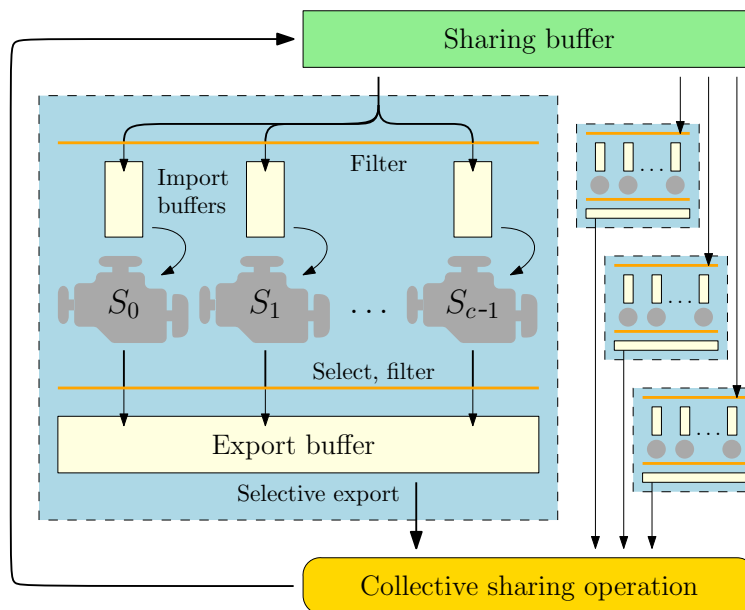 Sharing buffer
Filter
Import
buffers
S0 S1 ... Sc-1
...
...
...
Select, filter
Export buffer
Selective export
Collective sharing operation